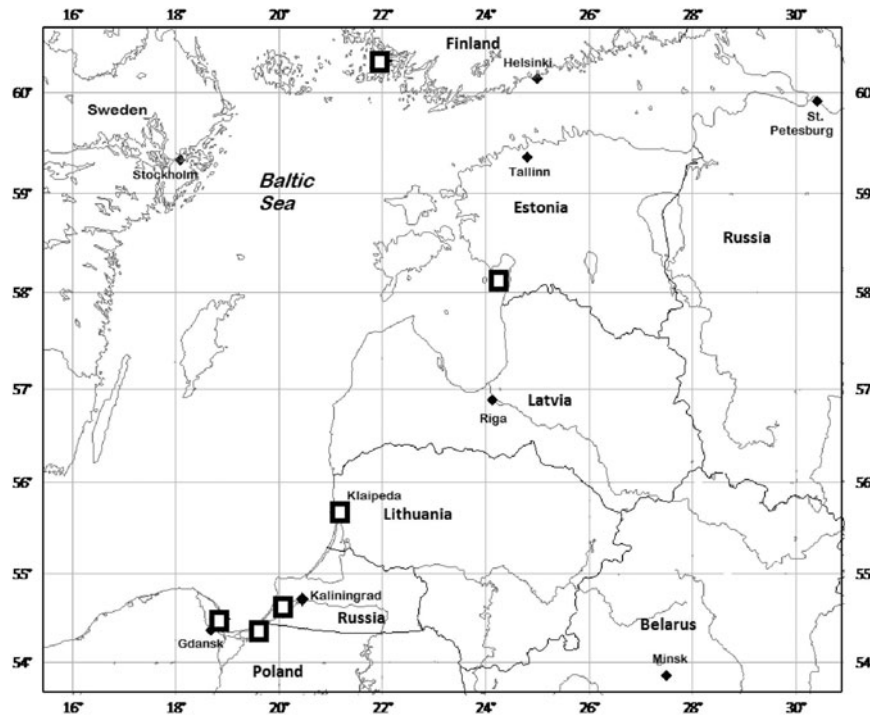 16° 18° 20° 22° 24° 26° 28° 30°
Finland
Helsinki
60° 60°
Sweden
St.
Petesburg
Stockholm
Tallinn
59° 59°
Baltic
Sea
Estonia
Russia
58° 58°
57° 57°
Latvia
Riga
56° 56°
Klaipeda
Lithuania
55° 55°
Kaliningrad
Russia
Gdansk
Belarus
54° 54°
Poland
Minsk
16° 18° 20° 22° 24° 26° 28° 30°